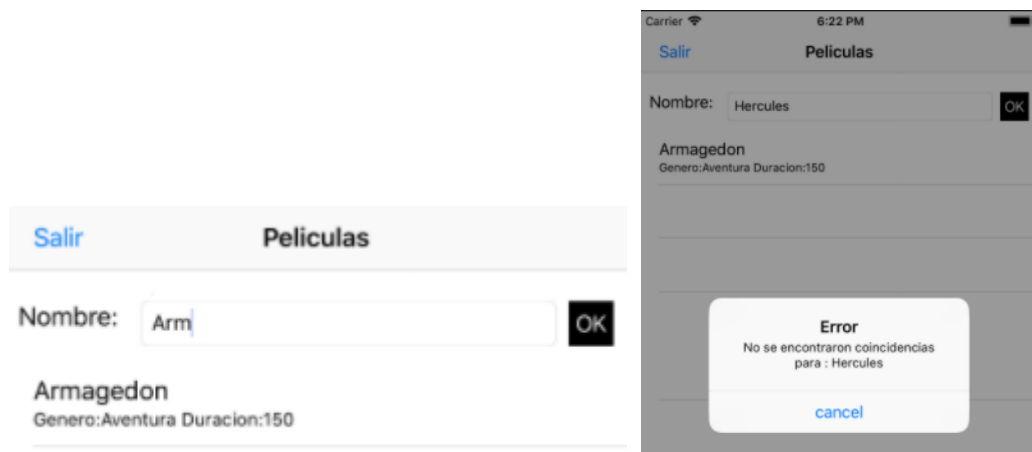 Salir Peliculas
Nombre: Arm OK
Armagedon
Genero:Aventura Duracion:150
Carrier 6:22 PM
Salir Peliculas
Nombre: Hercules OK
Armagedon
Genero:Aventura Duracion:150
Error
No se encontraron coincidencias
para : Hercules
cancel